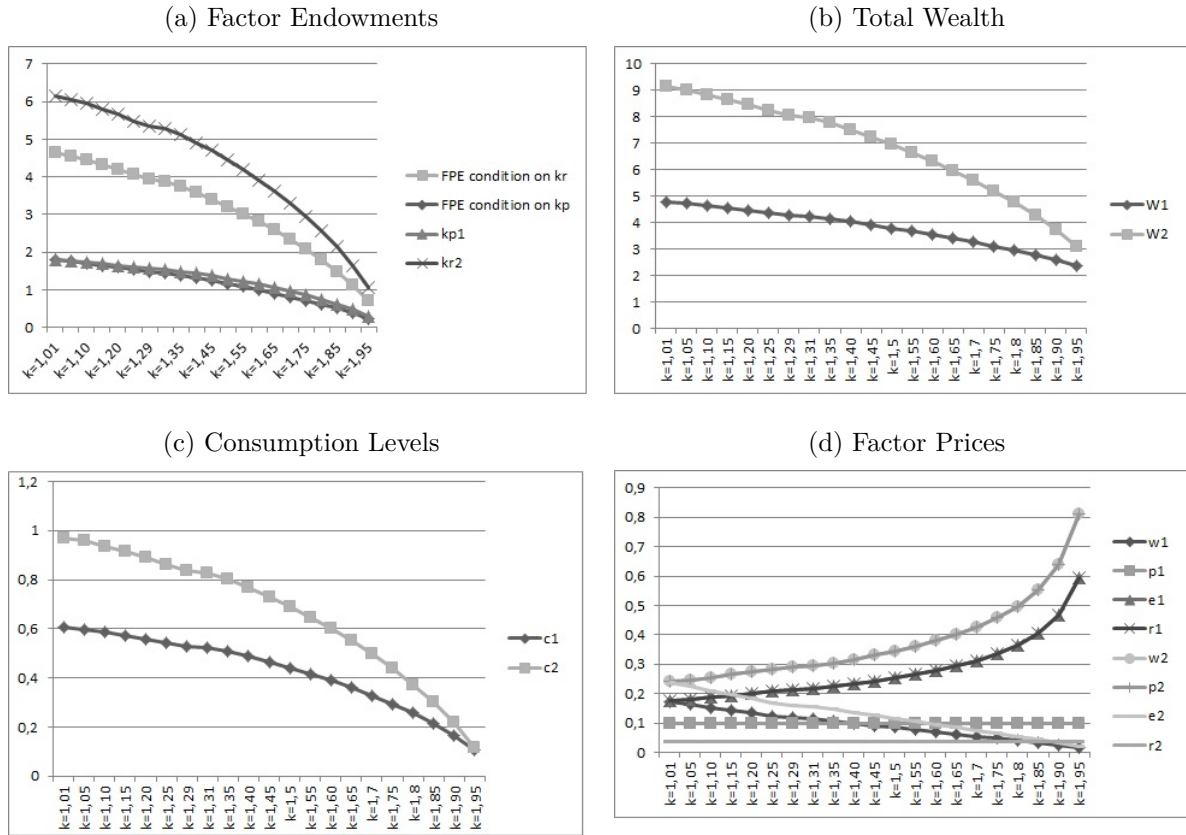 (a) Factor Endowments
7
6
5
4
3
2
1
0
k=1,01
k=1,10
k=1,20
k=1,29
k=1,35
k=1,45
k=1,55
k=1,65
k=1,75
k=1,85
k=1,95
FPE condition on kr
FPE condition on kp
kp1
kr2
(b) Total Wealth
10
9
8
7
6
5
4
3
2
1
0
k=1,01
k=1,05
k=1,10
k=1,15
k=1,20
k=1,25
k=1,29
k=1,31
k=1,35
k=1,40
k=1,45
k=1,5
k=1,55
k=1,60
k=1,65
k=1,7
k=1,75
k=1,8
k=1,85
k=1,90
k=1,95
W1
W2
(c) Consumption Levels
1,2
1
0,8
0,6
0,4
0,2
0
k=1,01
k=1,05
k=1,10
k=1,15
k=1,20
k=1,25
k=1,29
k=1,31
k=1,35
k=1,40
k=1,45
k=1,5
k=1,55
k=1,60
k=1,65
k=1,7
k=1,75
k=1,8
k=1,85
k=1,90
k=1,95
c1
c2
(d) Factor Prices
0,9
0,8
0,7
0,6
0,5
0,4
0,3
0,2
0,1
0
k=1,01
k=1,05
k=1,10
k=1,15
k=1,20
k=1,25
k=1,29
k=1,31
k=1,35
k=1,40
k=1,45
k=1,5
k=1,55
k=1,60
k=1,65
k=1,7
k=1,75
k=1,8
k=1,85
k=1,90
k=1,95
w1
p1
e1
r1
w2
p2
e2
r2